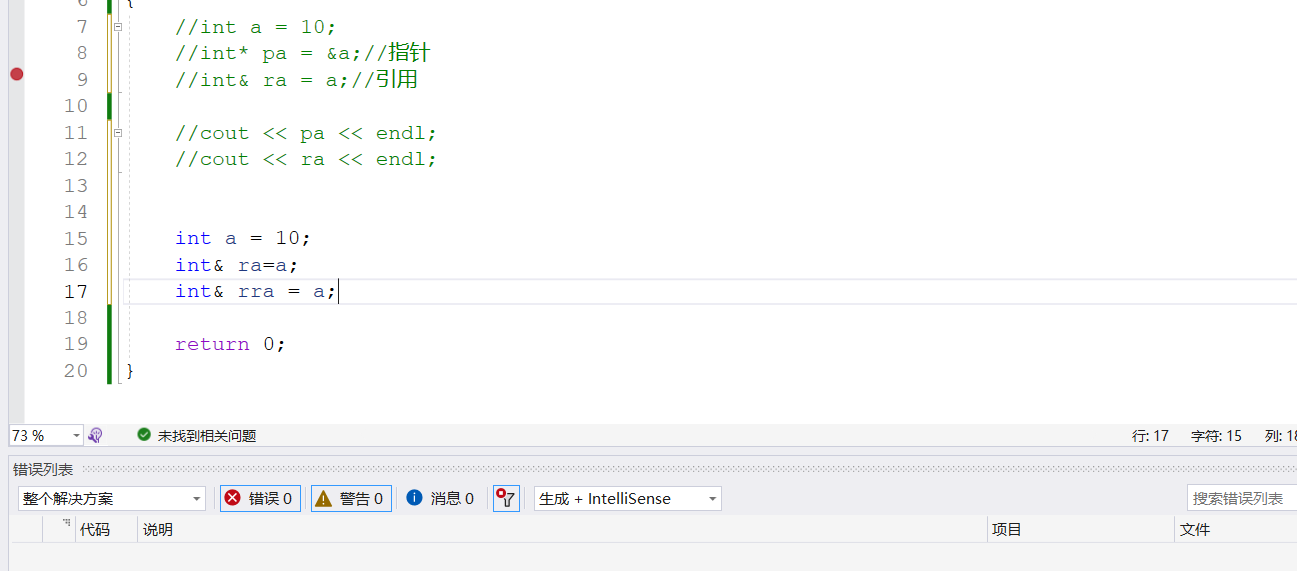 6 {
7 //int a = 10;
8 //int* pa = &a;//指针
9 //int& ra = a;//引用
10
11 //cout << pa << endl;
12 //cout << ra << endl;
13
14
15 int a = 10;
16 int& ra=a;
17 int& rra = a;
18
19 return 0;
20 }
73 % 未找到相关问题 行: 17 字符: 15 列: 18
错误列表
整个解决方案 错误 0 警告 0 消息 0 生成 + IntelliSense 搜索错误列表
代码 说明 项目 文件